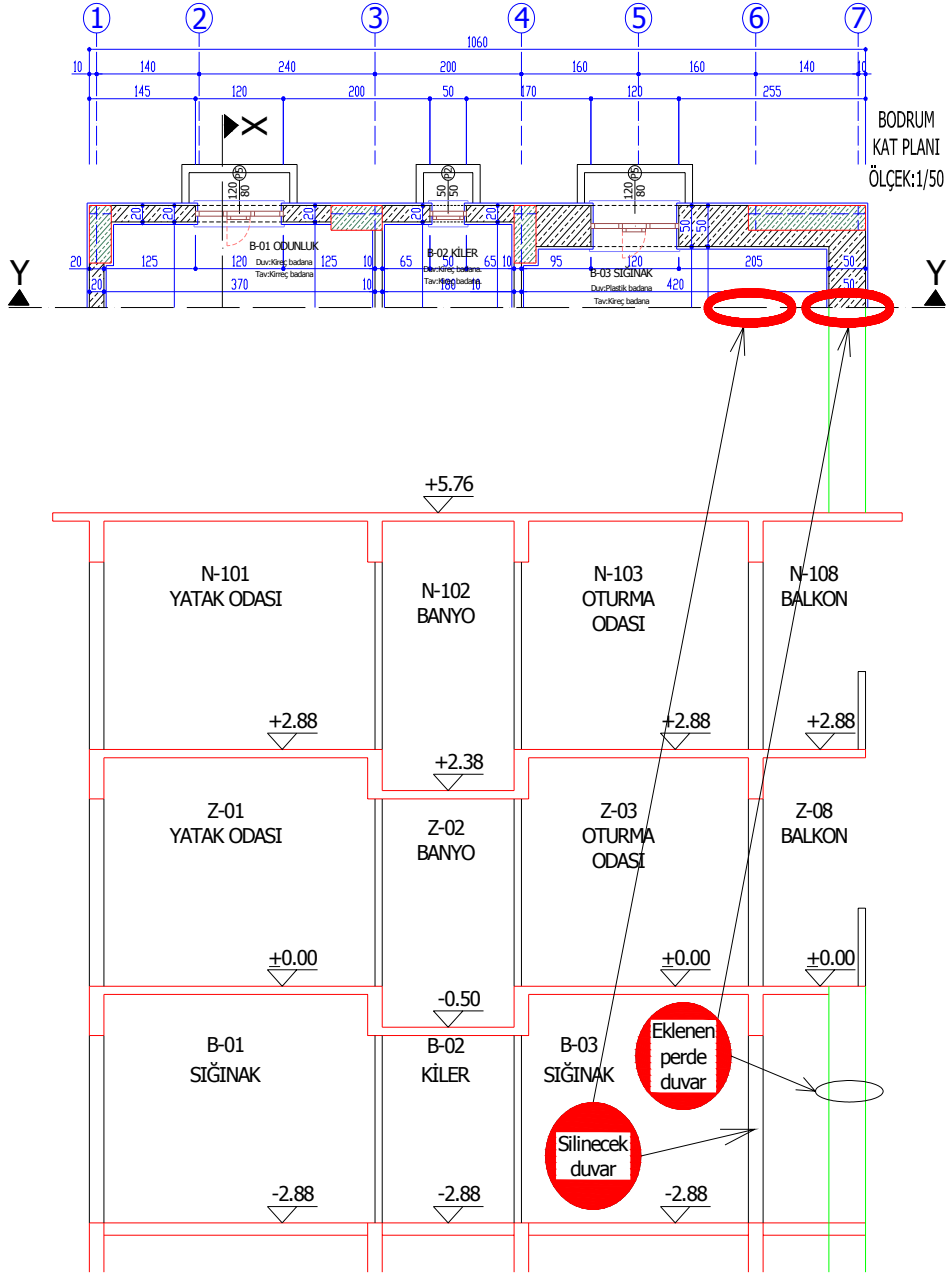 1 2 3 4 5 6 7
1060
10 140 240 200 160 160 140 10
145 120 200 50 170 120 255
BODRUM
KAT PLANI
ÖLÇEK:1/50
X
P5 P2 P5
120 80 50 50 120 80
20 20 20 20 20 50 50
B-01 ODUNLUK
Duv:Kireç badana
Tav:Kireç badana
B-02 KİLER
Duv:Kireç badana
Tav:Kireç badana
B-03 SIĞINAK
Duv:Plastik badana
Tav:Kireç badana
Y Y
20 125 120 125 10 65 50 65 10 95 120 205 50
20 370 10 180 10 420 50
+5.76
N-101
YATAK ODASI
N-102
BANYO
N-103
OTURMA
ODASI
N-108
BALKON
+2.88 +2.88 +2.88
+2.38
Z-01
YATAK ODASI
Z-02
BANYO
Z-03
OTURMA
ODASI
Z-08
BALKON
±0.00 ±0.00 ±0.00
-0.50
B-01
SIĞINAK
B-02
KİLER
B-03
SIĞINAK
Eklenen
perde
duvar
Silinecek
duvar
-2.88 -2.88 -2.88